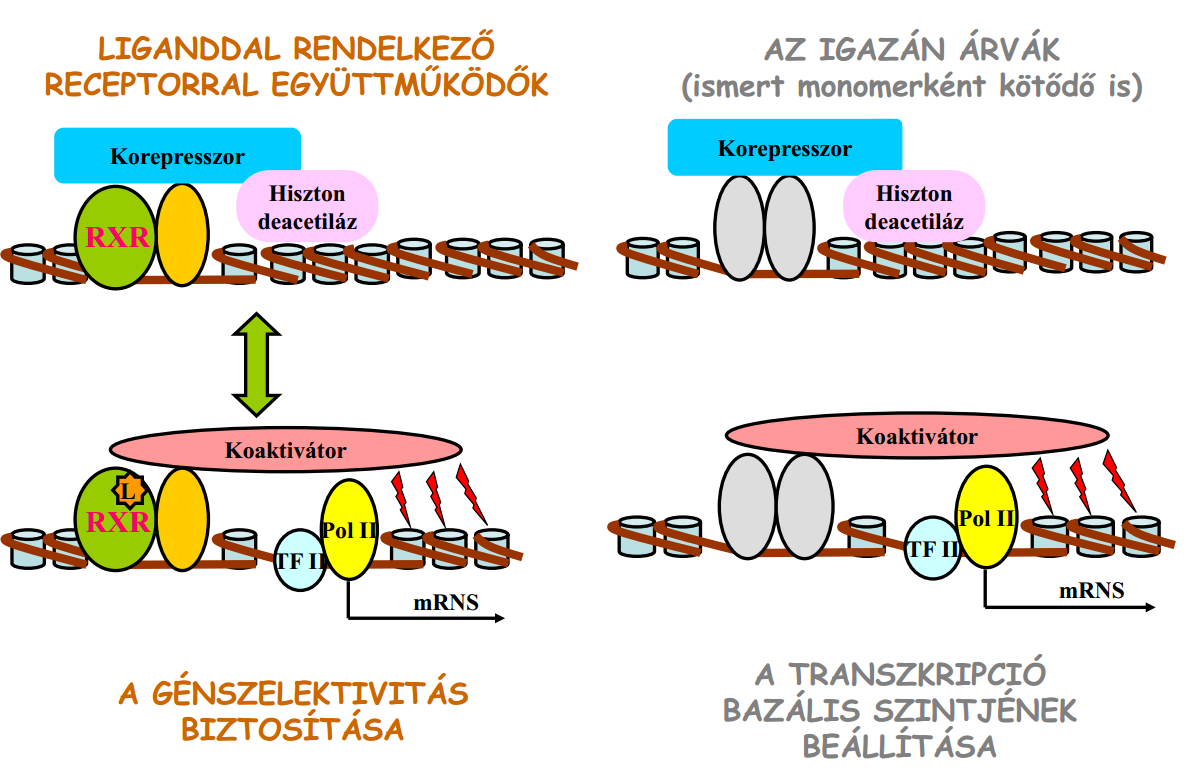 LIGANDDAL RENDELKEZŐ
RECEPTORRAL EGYÜTTMŰKÖDŐK
Korepresszor
Hiszton
deacetiláz
RXR
Koaktivátor
L
RXR
Pol II
TF II
mRNS
A GÉNSZELEKTIVITÁS
BIZTOSÍTÁSA
AZ IGAZÁN ÁRVÁK
(ismert monomerként kötődő is)
Korepresszor
Hiszton
deacetiláz
Koaktivátor
Pol II
TF II
mRNS
A TRANSZKRIPCIÓ
BAZÁLIS SZINTJÉNEK
BEÁLLÍTÁSA